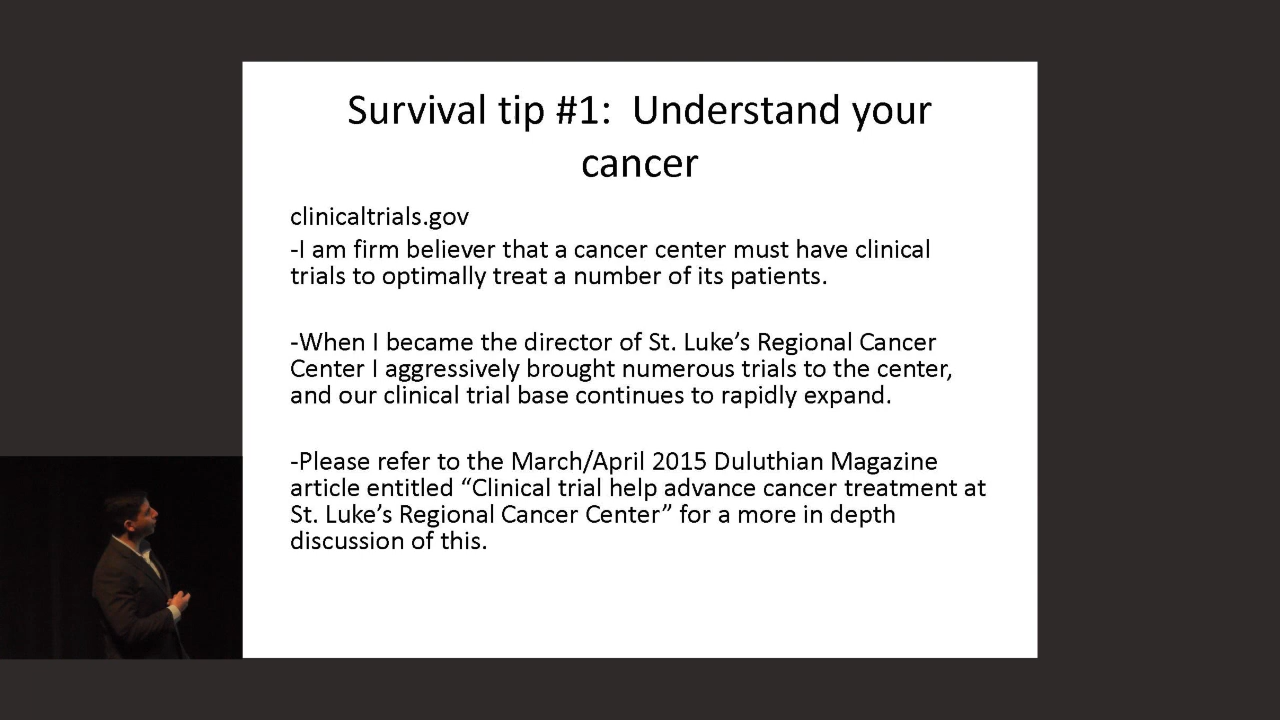 Survival tip #1:  Understand your
cancer
clinicaltrials.gov
-I am firm believer that a cancer center must have clinical
trials to optimally treat a number of its patients.
-When I became the director of St. Luke’s Regional Cancer
Center I aggressively brought numerous trials to the center,
and our clinical trial base continues to rapidly expand.
-Please refer to the March/April 2015 Duluthian Magazine
article entitled “Clinical trial help advance cancer treatment at
St. Luke’s Regional Cancer Center” for a more in depth
discussion of this.